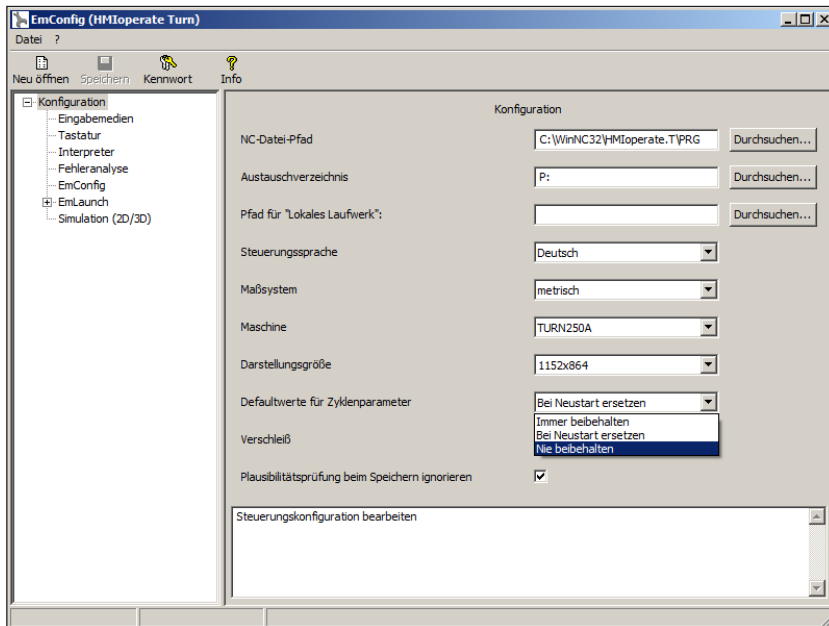 EmConfig (HMIoperate Turn)
Datei ?
Neu öffnen Speichern Kennwort Info
Konfiguration
Eingabemedien
Tastatur
Interpreter
Fehleranalyse
EmConfig
EmLaunch
Simulation (2D/3D)
Konfiguration
NC-Datei-Pfad C:\WinNC32\HMIoperate.T\PRG Durchsuchen...
Austauschverzeichnis P: Durchsuchen...
Pfad für "Lokales Laufwerk": Durchsuchen...
Steuerungssprache Deutsch
Maßsystem metrisch
Maschine TURN250A
Darstellungsgröße 1152x864
Defaultwerte für Zyklenparameter Bei Neustart ersetzen
Immer beibehalten
Bei Neustart ersetzen
Nie beibehalten
Verschleiß
Plausibilitätsprüfung beim Speichern ignorieren
Steuerungskonfiguration bearbeiten